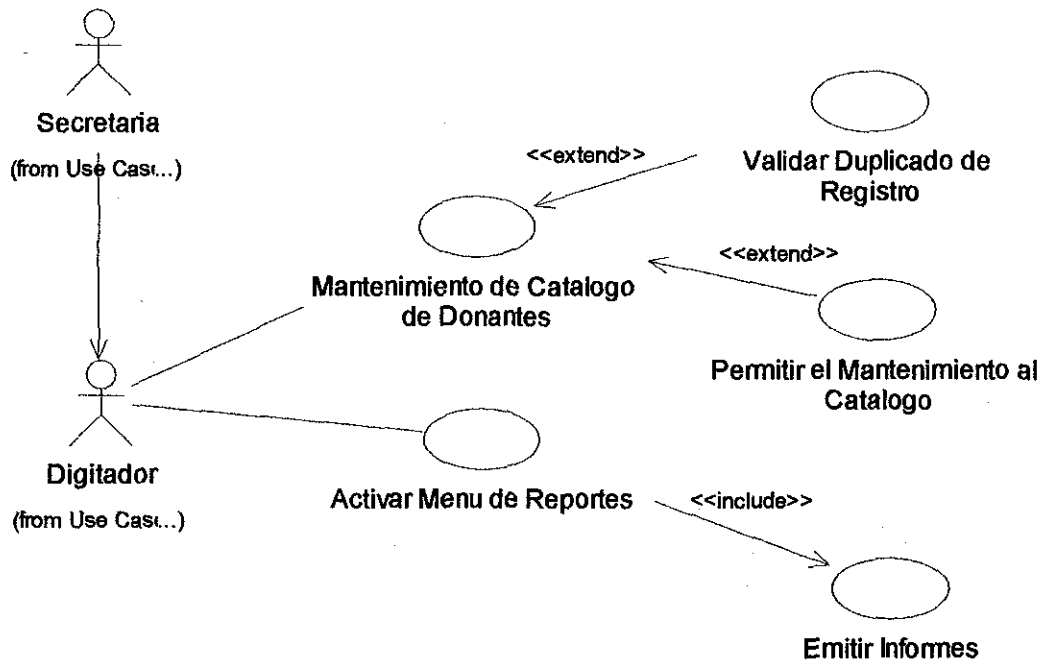 Secretaria
(from Use Cas...)
<<extend>>
Validar Duplicado de
Registro
Mantenimiento de Catalogo
de Donantes
<<extend>>
Permitir el Mantenimiento al
Catalogo
Digitador
(from Use Cas...)
Activar Menu de Reportes
<<include>>
Emitir Informes